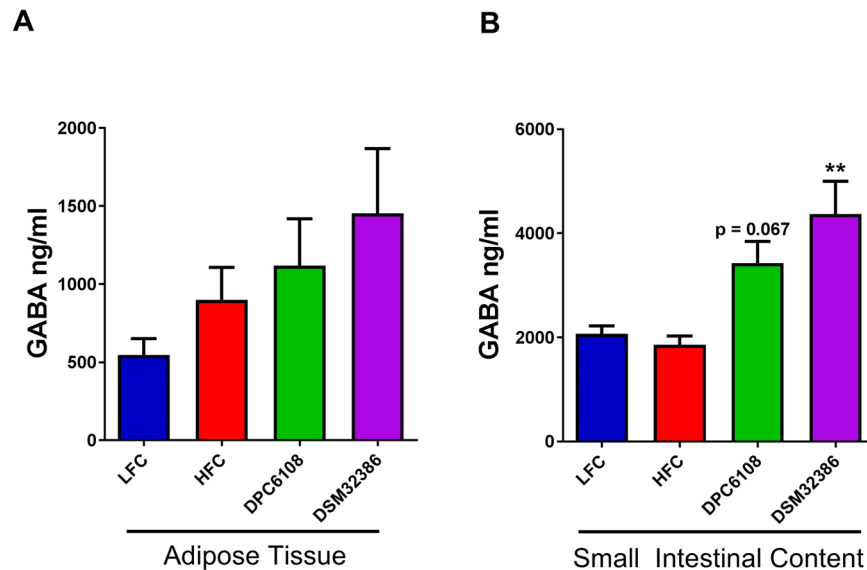 A
GABA ng/ml
2000
1500
1000
500
0
LFC
HFC
DPC6108
DSM32386
Adipose Tissue
B
GABA ng/ml
6000
4000
2000
0
p = 0.067
**
LFC
HFC
DPC6108
DSM32386
Small Intestinal Content